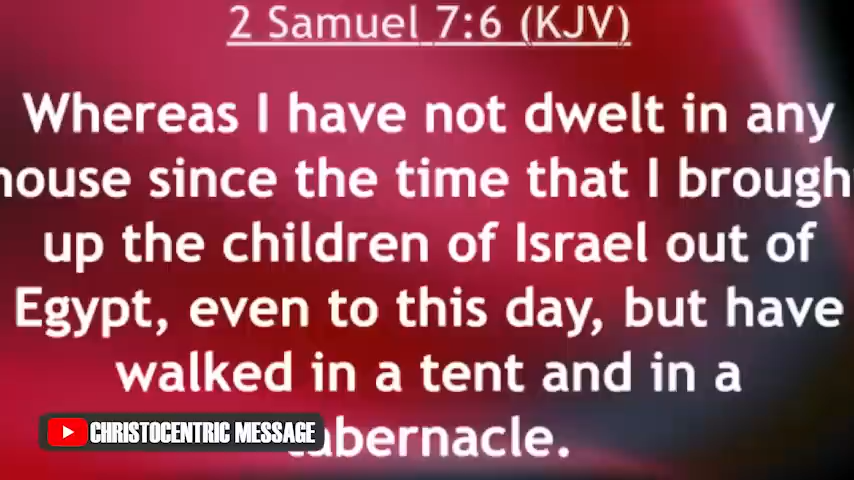 2 Samuel 7:6 (KJV)
Whereas I have not dwelt in any
house since the time that I brough
up the children of Israel out of
Egypt, even to this day, but have
walked in a tent and in a
tabernacle.
CHRISTOCENTRIC MESSAGE